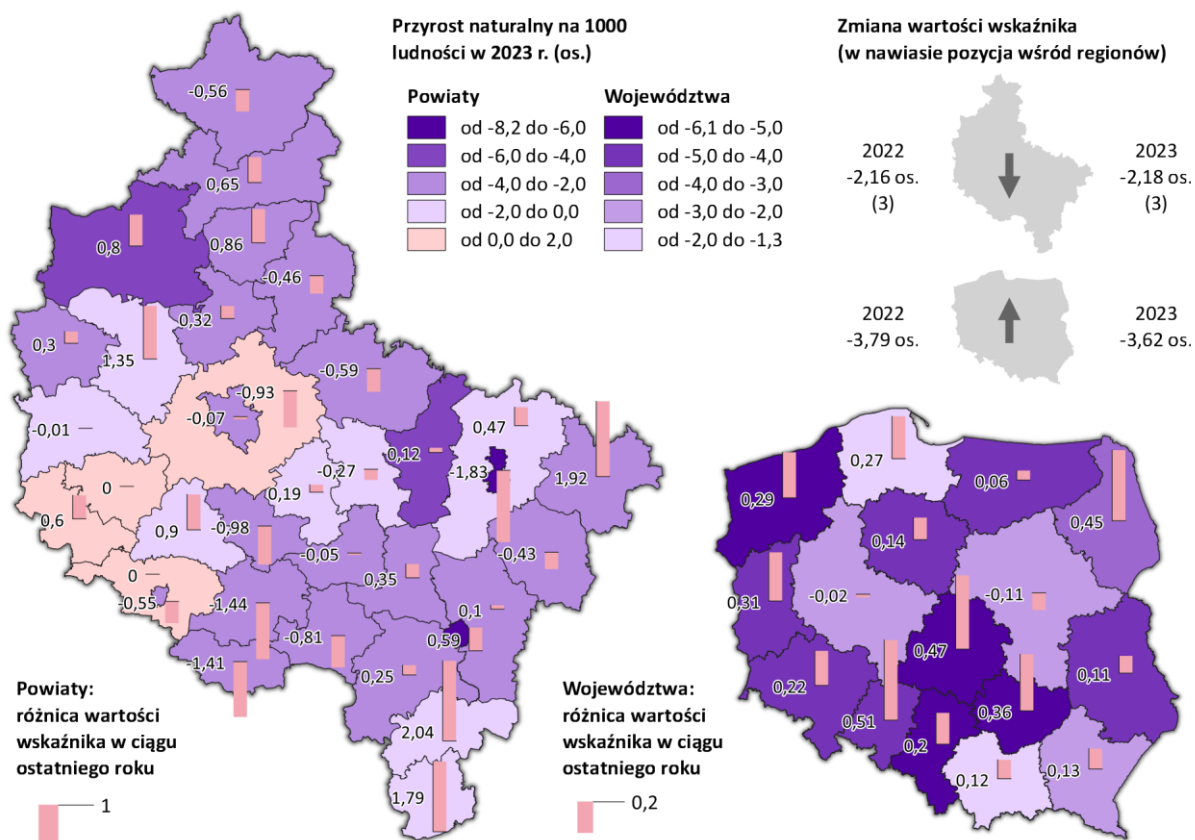 Przyrost naturalny na 1000
ludności w 2023 r. (os.)
Powiaty
od -8,2 do -6,0
od -6,0 do -4,0
od -4,0 do -2,0
od -2,0 do 0,0
od 0,0 do 2,0
Województwa
od -6,1 do -5,0
od -5,0 do -4,0
od -4,0 do -3,0
od -3,0 do -2,0
od -2,0 do -1,3
Zmiana wartości wskaźnika
(w nawiasie pozycja wśród regionów)
2022
-2,16 os.
(3)
2023
-2,18 os.
(3)
2022
-3,79 os.
2023
-3,62 os.
-0,56
0,65
0,8
0,86
-0,46
0,32
0,3
1,35
-0,59
-0,93
-0,07
-0,01
0,47
-0,27
0,12
-1,83
1,92
0
0,19
0,6
0,9
-0,98
-0,05
-0,43
0,35
0
-0,55
-1,44
0,1
-0,81
0,59
-1,41
0,25
2,04
1,79
Powiaty:
różnica wartości
wskaźnika w ciągu
ostatniego roku
1
0,27
0,29
0,06
0,45
0,14
0,31
-0,02
-0,11
0,47
0,22
0,11
0,51
0,36
0,2
0,12
0,13
Województwa:
różnica wartości
wskaźnika w ciągu
ostatniego roku
0,2